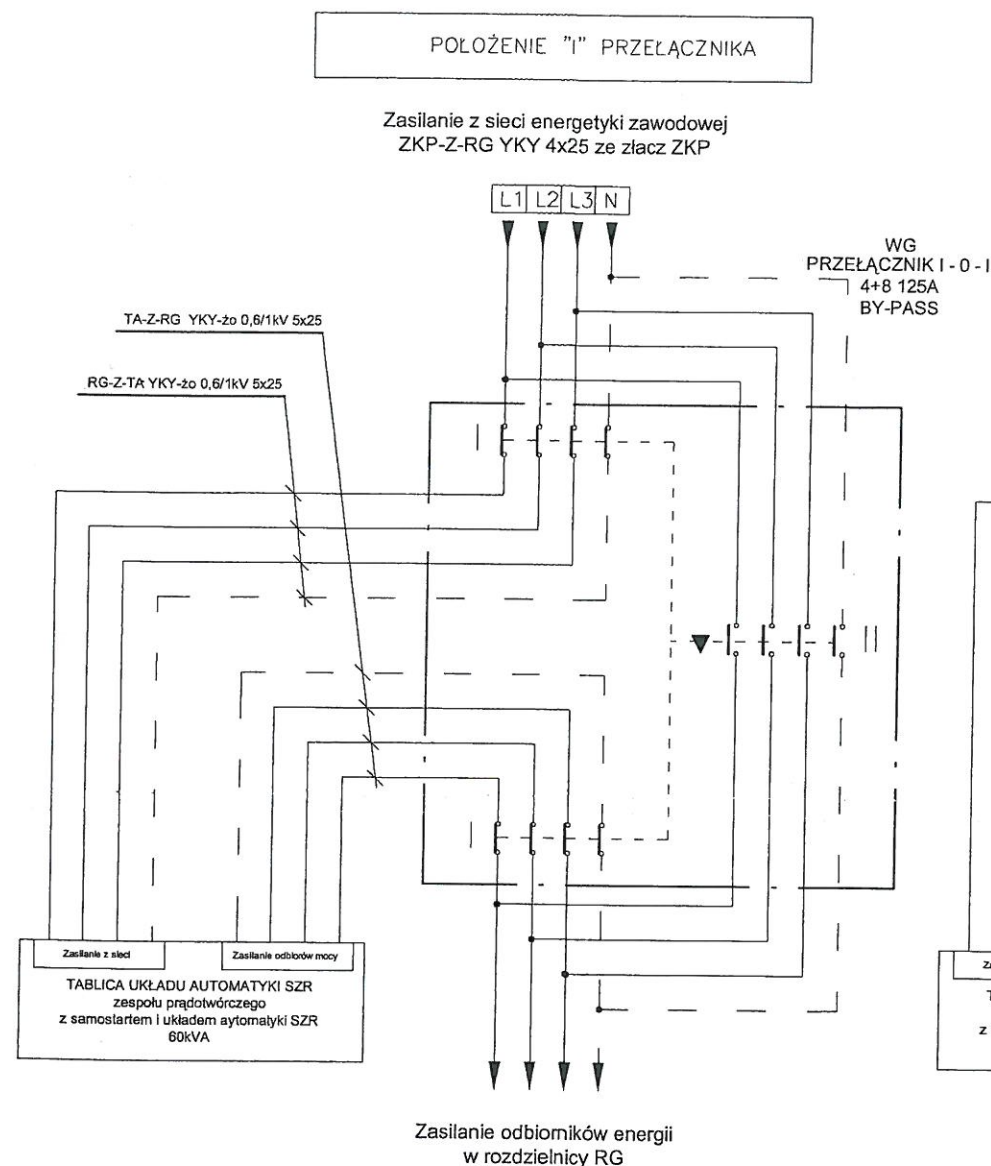 POŁOŻENIE "I" PRZEŁĄCZNIKA
Zasilanie z sieci energetyki zawodowej
ZKP-Z-RG YKY 4x25 ze złacz ZKP
L1 L2 L3 N
WG
PRZEŁĄCZNIK I - 0 - I
4+8 125A
BY-PASS
TA-Z-RG YKY-żo 0,6/1kV 5x25
RG-Z-TA YKY-żo 0,6/1kV 5x25
I
II
I
Zasilanie z sieci
Zasilanie odbiorów mocy
TABLICA UKŁADU AUTOMATYKI SZR
zespołu prądotwórczego
z samostartem i układem aytomatyki SZR
60kVA
z
Zasilanie odbiorników energii
w rozdzielnicy RG